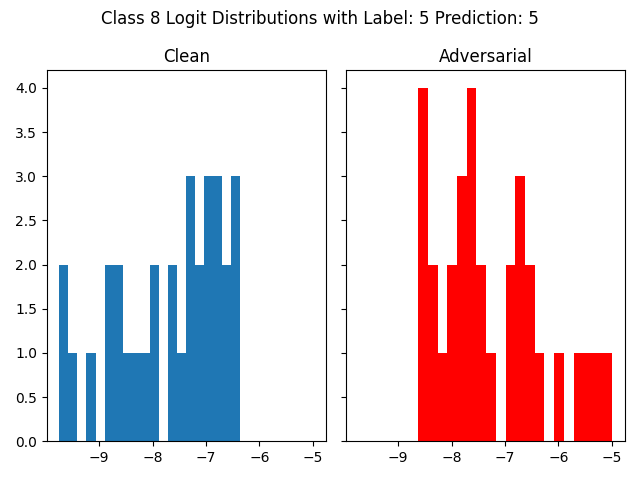 Class 8 Logit Distributions with Label: 5 Prediction: 5
Clean
Adversarial
4.0
3.5
3.0
2.5
2.0
1.5
1.0
0.5
0.0
−9 −8 −7 −6 −5
−9 −8 −7 −6 −5